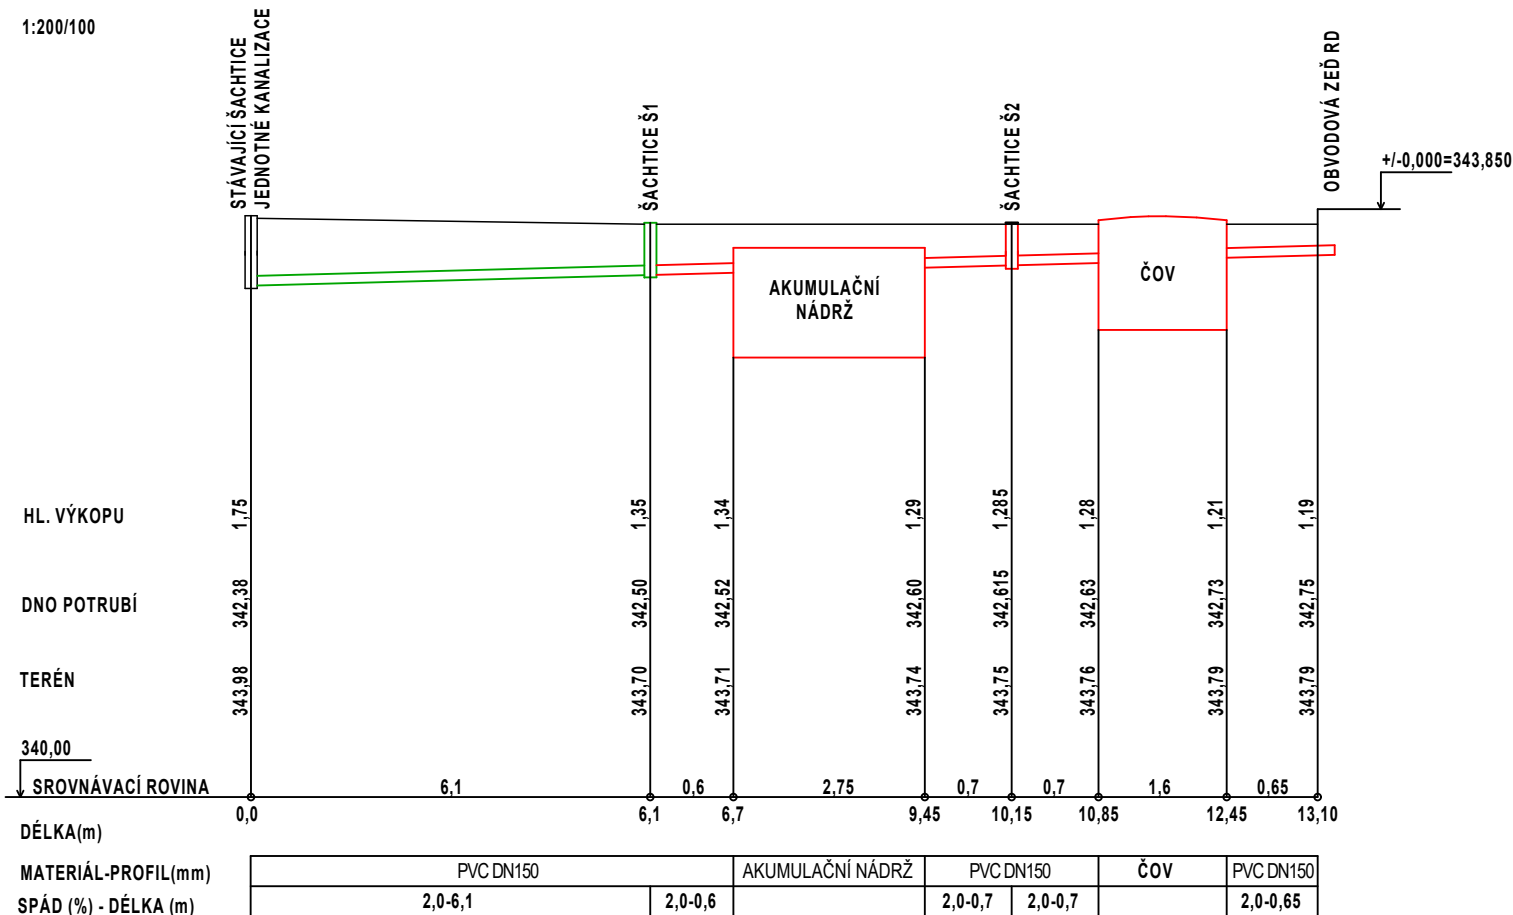 1:200/100
STÁVAJÍCÍ ŠACHTICE
JEDNOTNÉ KANALIZACE
ŠACHTICE Š1
ŠACHTICE Š2
OBVODOVÁ ZEĎ RD
+/-0,000=343,850
AKUMULAČNÍ
NÁDRŽ
ČOV
HL. VÝKOPU 1,75 1,35 1,34 1,29 1,285 1,28 1,21 1,19
DNO POTRUBÍ 342,38 342,50 342,52 342,60 342,615 342,63 342,73 342,75
TERÉN 343,98 343,70 343,71 343,74 343,75 343,76 343,79 343,79
340,00
SROVNÁVACÍ ROVINA 6,1 0,6 2,75 0,7 0,7 1,6 0,65
0,0 6,1 6,7 9,45 10,15 10,85 12,45 13,10
DÉLKA(m)
MATERIÁL-PROFIL(mm) PVC DN150 AKUMULAČNÍ NÁDRŽ PVC DN150 ČOV PVC DN150
SPÁD (%) - DÉLKA (m) 2,0-6,1 2,0-0,6 2,0-0,7 2,0-0,7 2,0-0,65